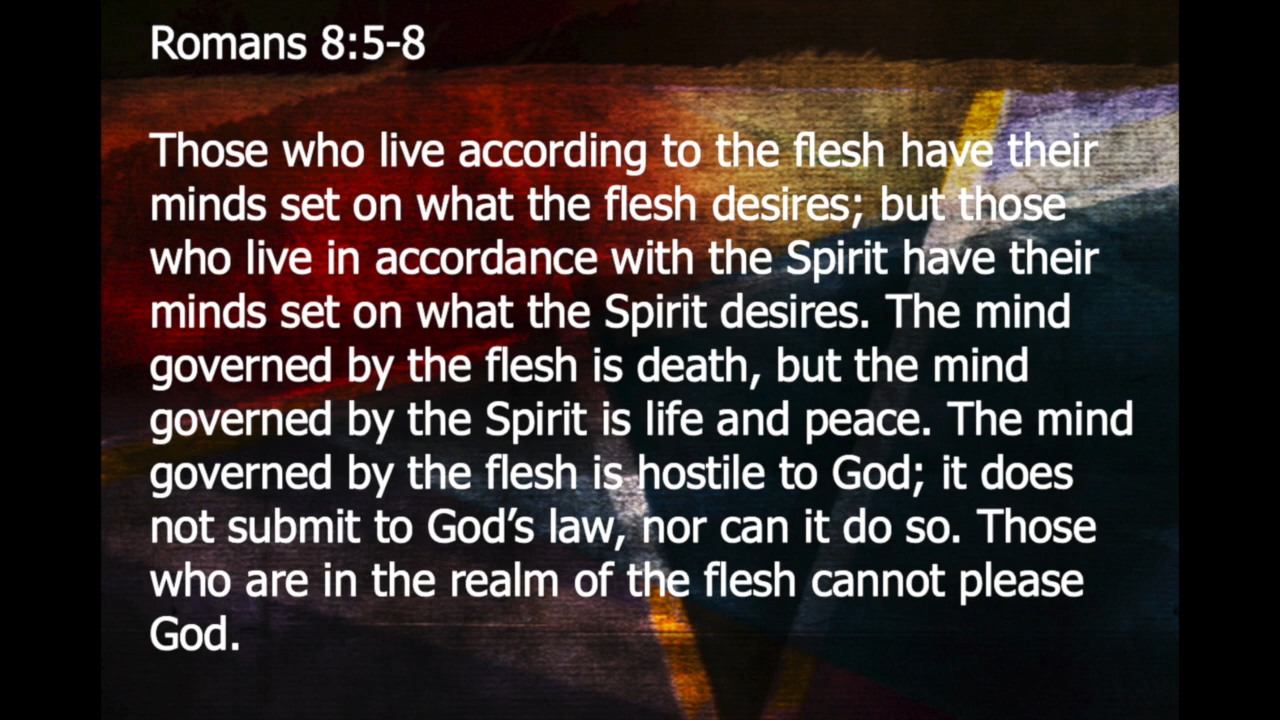 Romans 8:5-8
Those who live according to the flesh have their
minds set on what the flesh desires; but those
who live in accordance with the Spirit have their
minds set on what the Spirit desires. The mind
governed by the flesh is death, but the mind
governed by the Spirit is life and peace. The mind
governed by the flesh is hostile to God; it does
not submit to God’s law, nor can it do so. Those
who are in the realm of the flesh cannot please
God.